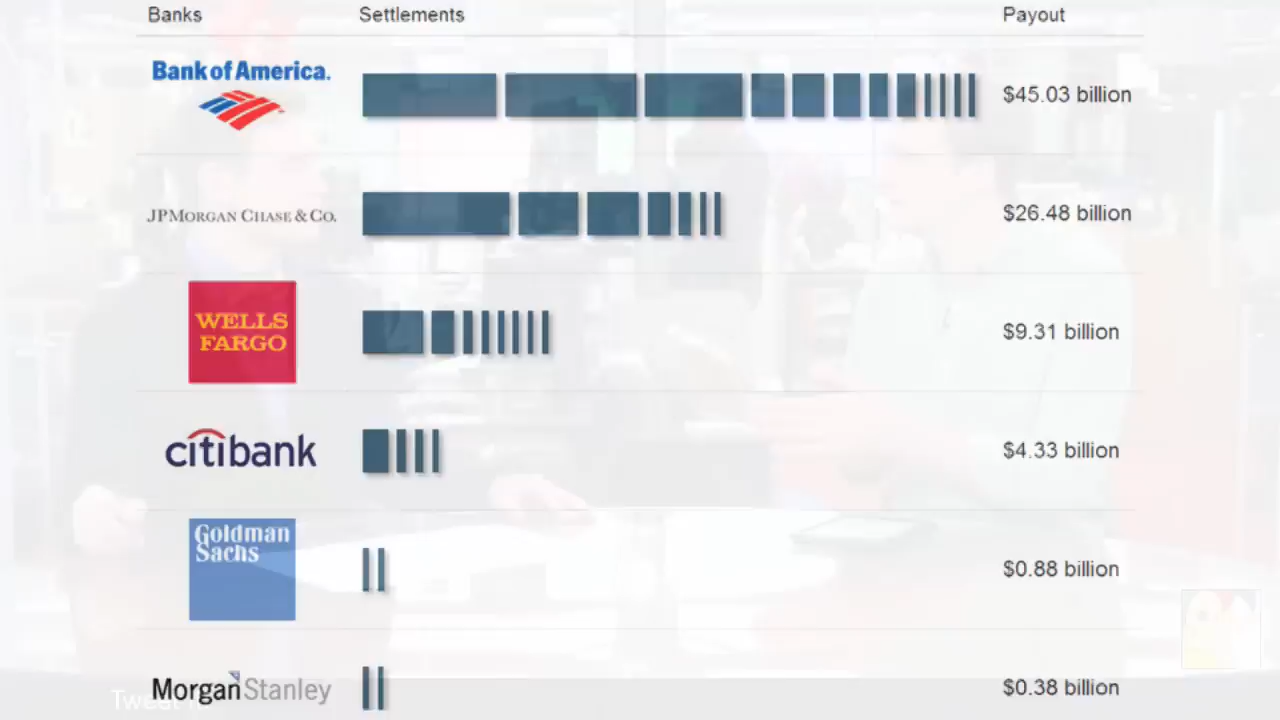 Banks Settlements Payout
Bank of America. $45.03 billion
JPMORGAN CHASE & CO. $26.48 billion
WELLS
FARGO
$9.31 billion
citibank $4.33 billion
Goldman
Sachs
$0.88 billion
Morgan Stanley $0.38 billion
Tweet